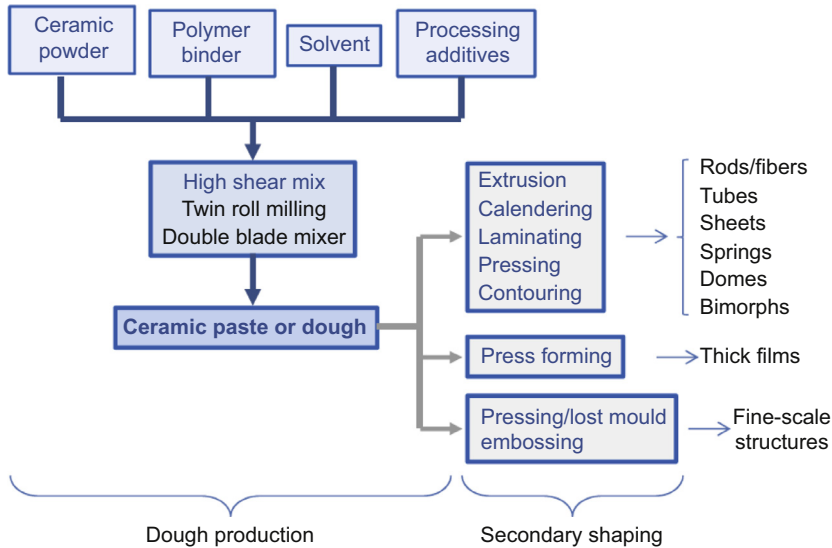 Ceramic
powder
Polymer
binder
Solvent
Processing
additives
High shear mix
Twin roll milling
Double blade mixer
Ceramic paste or dough
Extrusion
Calendering
Laminating
Pressing
Contouring
Rods/fibers
Tubes
Sheets
Springs
Domes
Bimorphs
Press forming
Thick films
Pressing/lost mould
embossing
Fine-scale
structures
Dough production
Secondary shaping